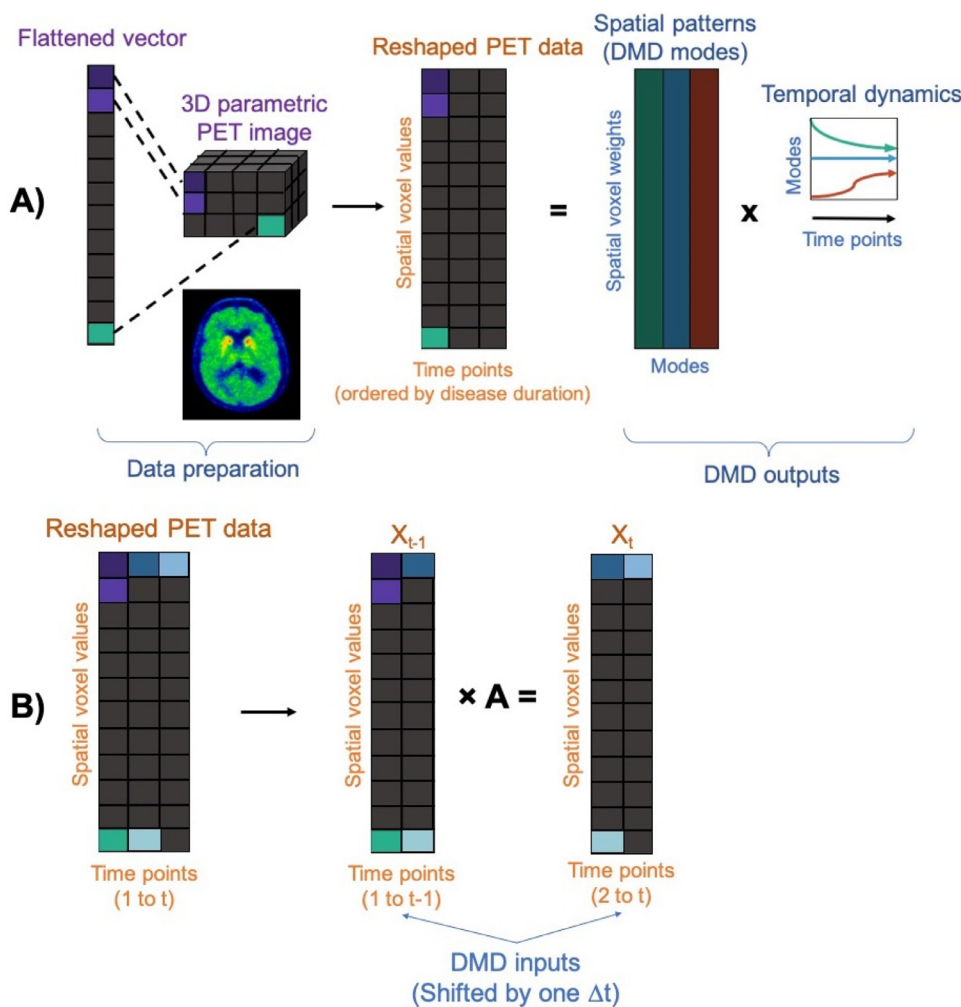 Flattened vector
3D parametric
PET image
A)
Reshaped PET data
Spatial voxel values
Time points
(ordered by disease duration)
=
Spatial patterns
(DMD modes)
Spatial voxel weights
Modes
x
Temporal dynamics
Modes
Time points
Data preparation
DMD outputs
B)
Reshaped PET data
Spatial voxel values
Time points
(1 to t)
Xt-1
Spatial voxel values
Time points
(1 to t-1)
× A =
Xt
Spatial voxel values
Time points
(2 to t)
DMD inputs
(Shifted by one Δt)